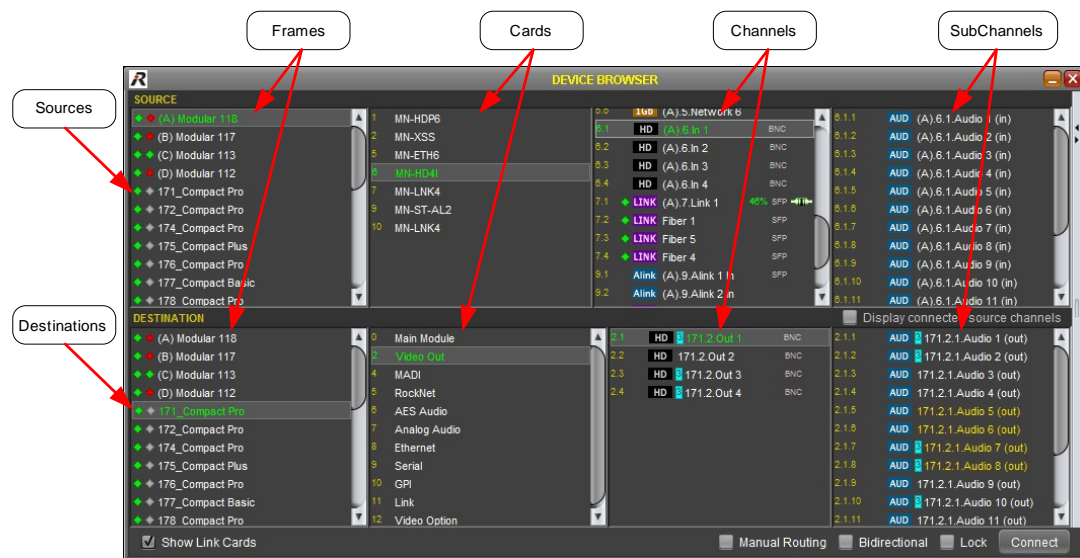 Frames
Cards
Channels
SubChannels
Sources
Destinations
R
DEVICE BROWSER
SOURCE
(A) Modular 118
(B) Modular 117
(C) Modular 113
(D) Modular 112
171_Compact Pro
172_Compact Pro
174_Compact Pro
175_Compact Plus
176_Compact Pro
177_Compact Basic
178_Compact Pro
1 MN-HDP6
2 MN-XSS
5 MN-ETH6
6 MN-HD4I
7 MN-LNK4
9 MN-ST-AL2
10 MN-LNK4
5.6 1GB (A).5.Network 6
6.1 HD (A).6.In 1 BNC
6.2 HD (A).6.In 2 BNC
6.3 HD (A).6.In 3 BNC
6.4 HD (A).6.In 4 BNC
7.1 LINK (A).7.Link 1 46% SFP
7.2 LINK Fiber 1 SFP
7.3 LINK Fiber 5 SFP
7.4 LINK Fiber 4 SFP
9.1 Alink (A).9.Alink 1 In SFP
9.2 Alink (A).9.Alink 2 in
6.1.1 AUD (A).6.1.Audio 1 (in)
6.1.2 AUD (A).6.1.Audio 2 (in)
6.1.3 AUD (A).6.1.Audio 3 (in)
6.1.4 AUD (A).6.1.Audio 4 (in)
6.1.5 AUD (A).6.1.Audio 5 (in)
6.1.6 AUD (A).6.1.Audio 6 (in)
6.1.7 AUD (A).6.1.Audio 7 (in)
6.1.8 AUD (A).6.1.Audio 8 (in)
6.1.9 AUD (A).6.1.Audio 9 (in)
6.1.10 AUD (A).6.1.Audio 10 (in)
6.1.11 AUD (A).6.1.Audio 11 (in)
DESTINATION
Display connected source channels
(A) Modular 118
(B) Modular 117
(C) Modular 113
(D) Modular 112
171_Compact Pro
172_Compact Pro
174_Compact Pro
175_Compact Plus
176_Compact Pro
177_Compact Basic
178_Compact Pro
0 Main Module
2 Video Out
4 MADI
5 RockNet
6 AES Audio
7 Analog Audio
8 Ethernet
9 Serial
10 GPI
11 Link
12 Video Option
2.1 HD 3 171.2.Out 1 BNC
2.2 HD 171.2.Out 2 BNC
2.3 HD 3 171.2.Out 3 BNC
2.4 HD 3 171.2.Out 4 BNC
2.1.1 AUD 3 171.2.1.Audio 1 (out)
2.1.2 AUD 3 171.2.1.Audio 2 (out)
2.1.3 AUD 171.2.1.Audio 3 (out)
2.1.4 AUD 171.2.1.Audio 4 (out)
2.1.5 AUD 171.2.1.Audio 5 (out)
2.1.6 AUD 171.2.1.Audio 6 (out)
2.1.7 AUD 3 171.2.1.Audio 7 (out)
2.1.8 AUD 3 171.2.1.Audio 8 (out)
2.1.9 AUD 171.2.1.Audio 9 (out)
2.1.10 AUD 3 171.2.1.Audio 10 (out)
2.1.11 AUD 171.2.1.Audio 11 (out)
Show Link Cards
Manual Routing
Bidirectional
Lock
Connect